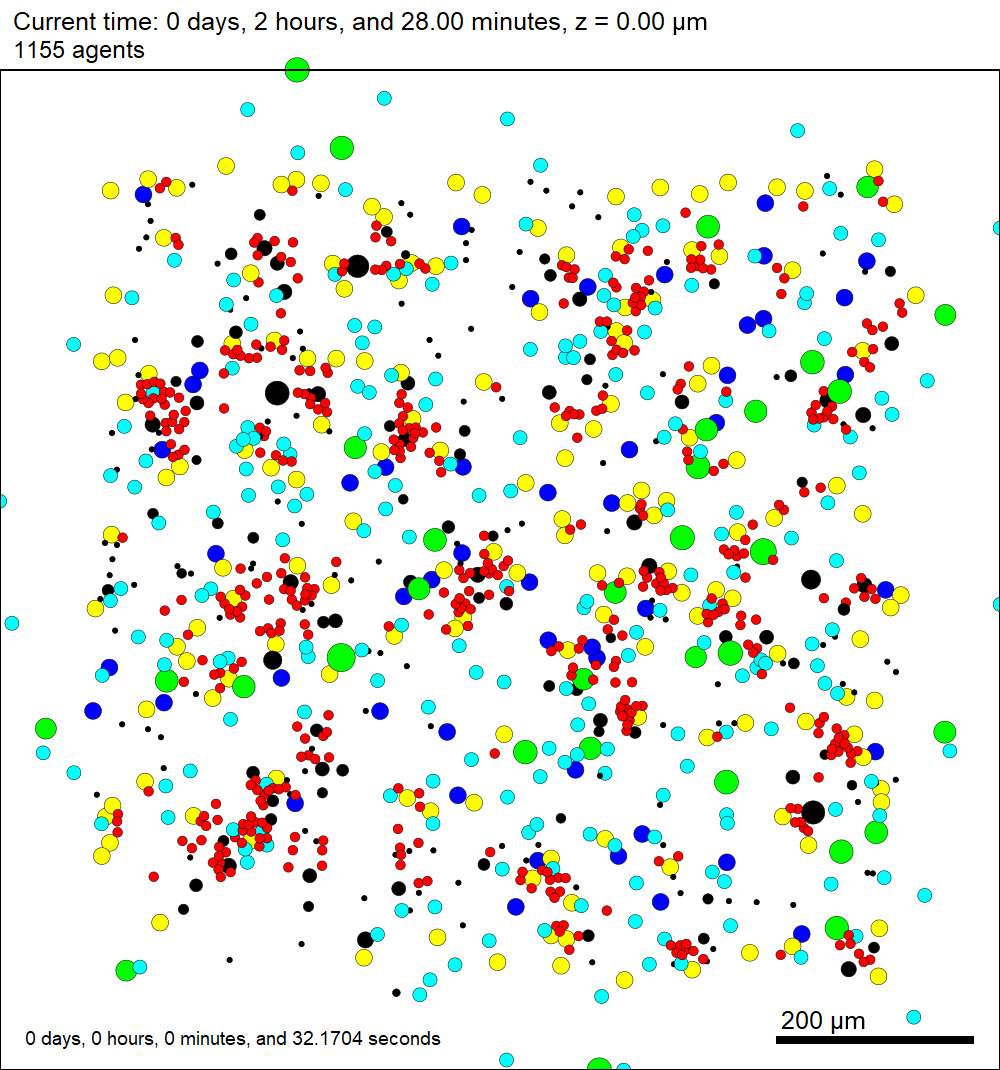 Current time: 0 days, 2 hours, and 28.00 minutes, z = 0.00 µm
1155 agents
200 µm
0 days, 0 hours, 0 minutes, and 32.1704 seconds